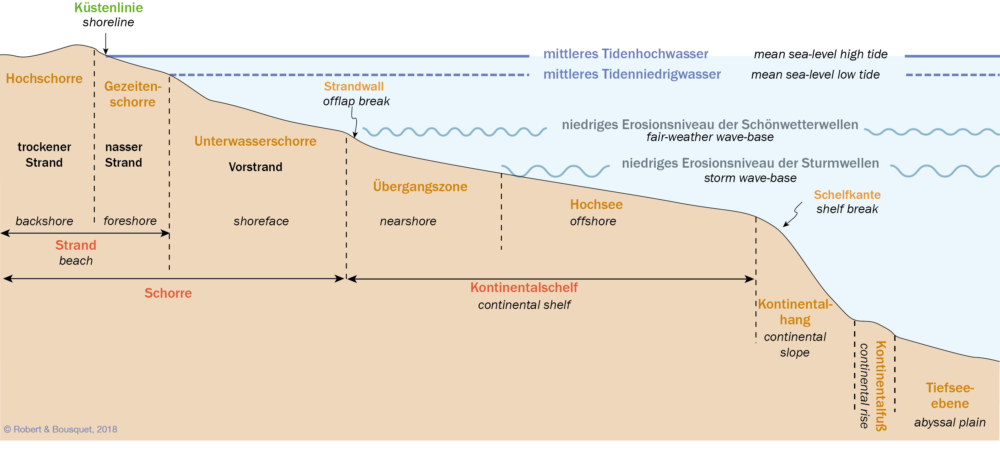 Küstenlinie
shoreline
mittleres Tidenhochwasser mean sea-level high tide
mittleres Tidenniedrigwasser mean sea-level low tide
Hochschorre
Gezeiten-
schorre
Strandwall
offlap break
niedriges Erosionsniveau der Schönwetterwellen
fair-weather wave-base
trockener
Strand
nasser
Strand
Unterwasserschorre
Vorstrand
niedriges Erosionsniveau der Sturmwellen
storm wave-base
Übergangszone
Hochsee
Schelfkante
shelf break
backshore
foreshore
shoreface
nearshore
offshore
Strand
beach
Schorre
Kontinentalschelf
continental shelf
Kontinental-
hang
continental
slope
continental rise
Kontinentalfuß
Tiefsee-
ebene
abyssal plain
© Robert & Bousquet, 2018